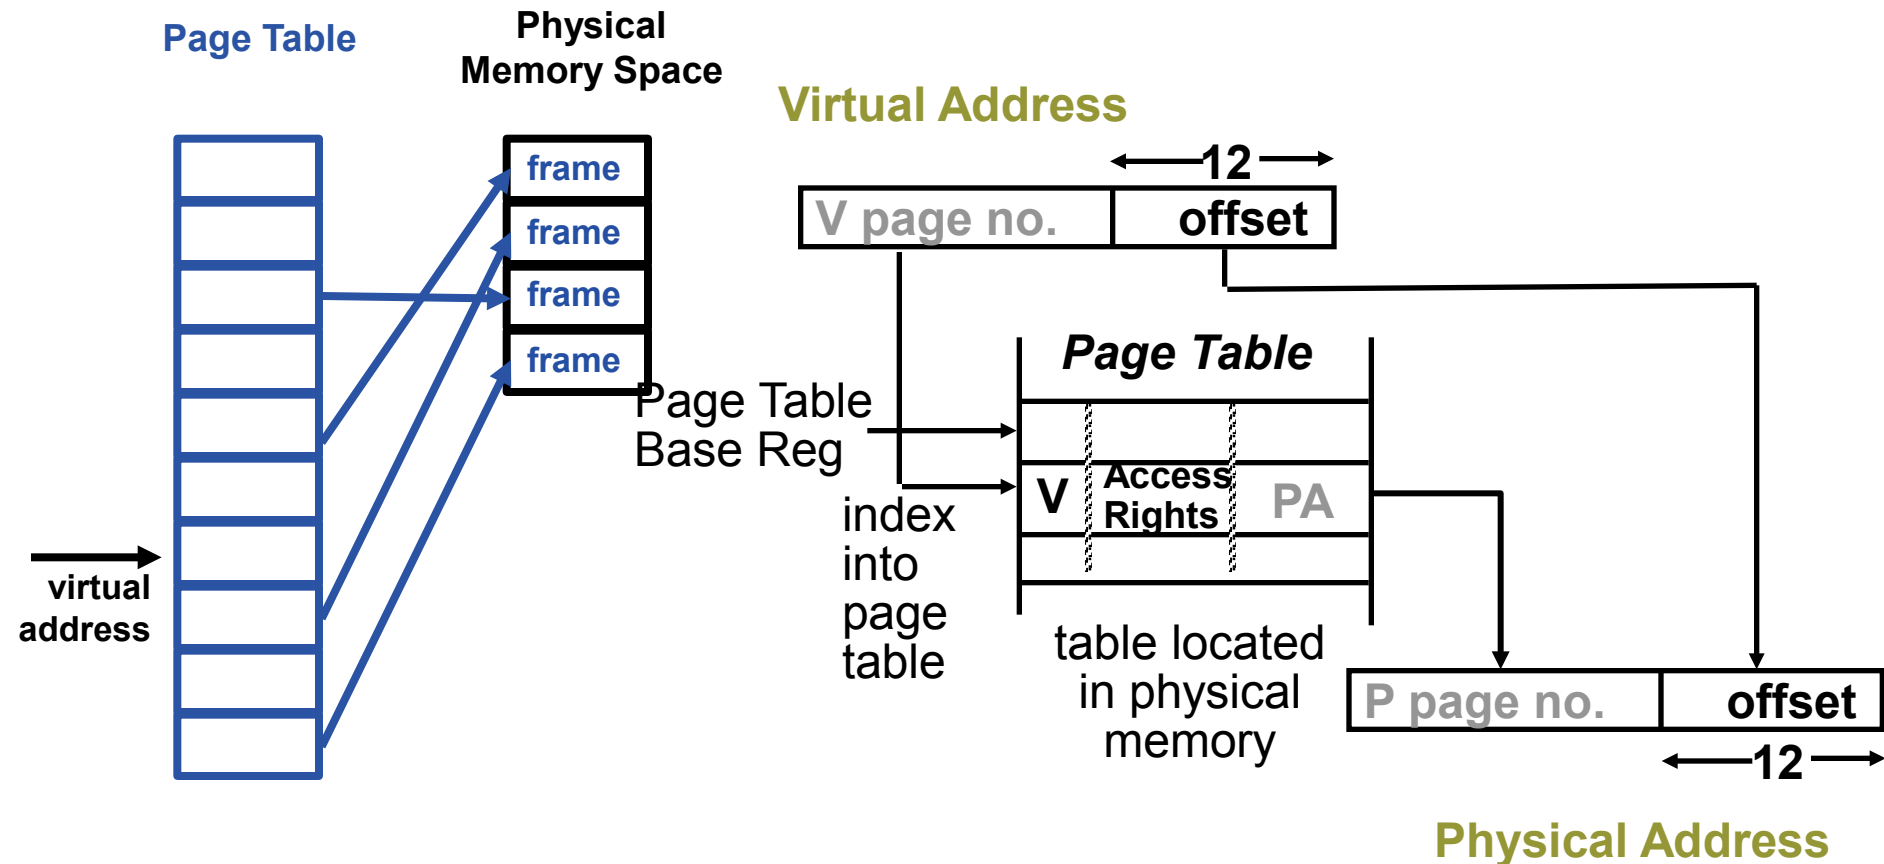 Page Table
Physical
Memory Space
frame
frame
frame
frame
virtual
address
Virtual Address
12
V page no.
offset
Page Table
Page Table
Base Reg
V
Access
Rights
PA
index
into
page
table
table located
in physical
memory
P page no.
offset
12
Physical Address